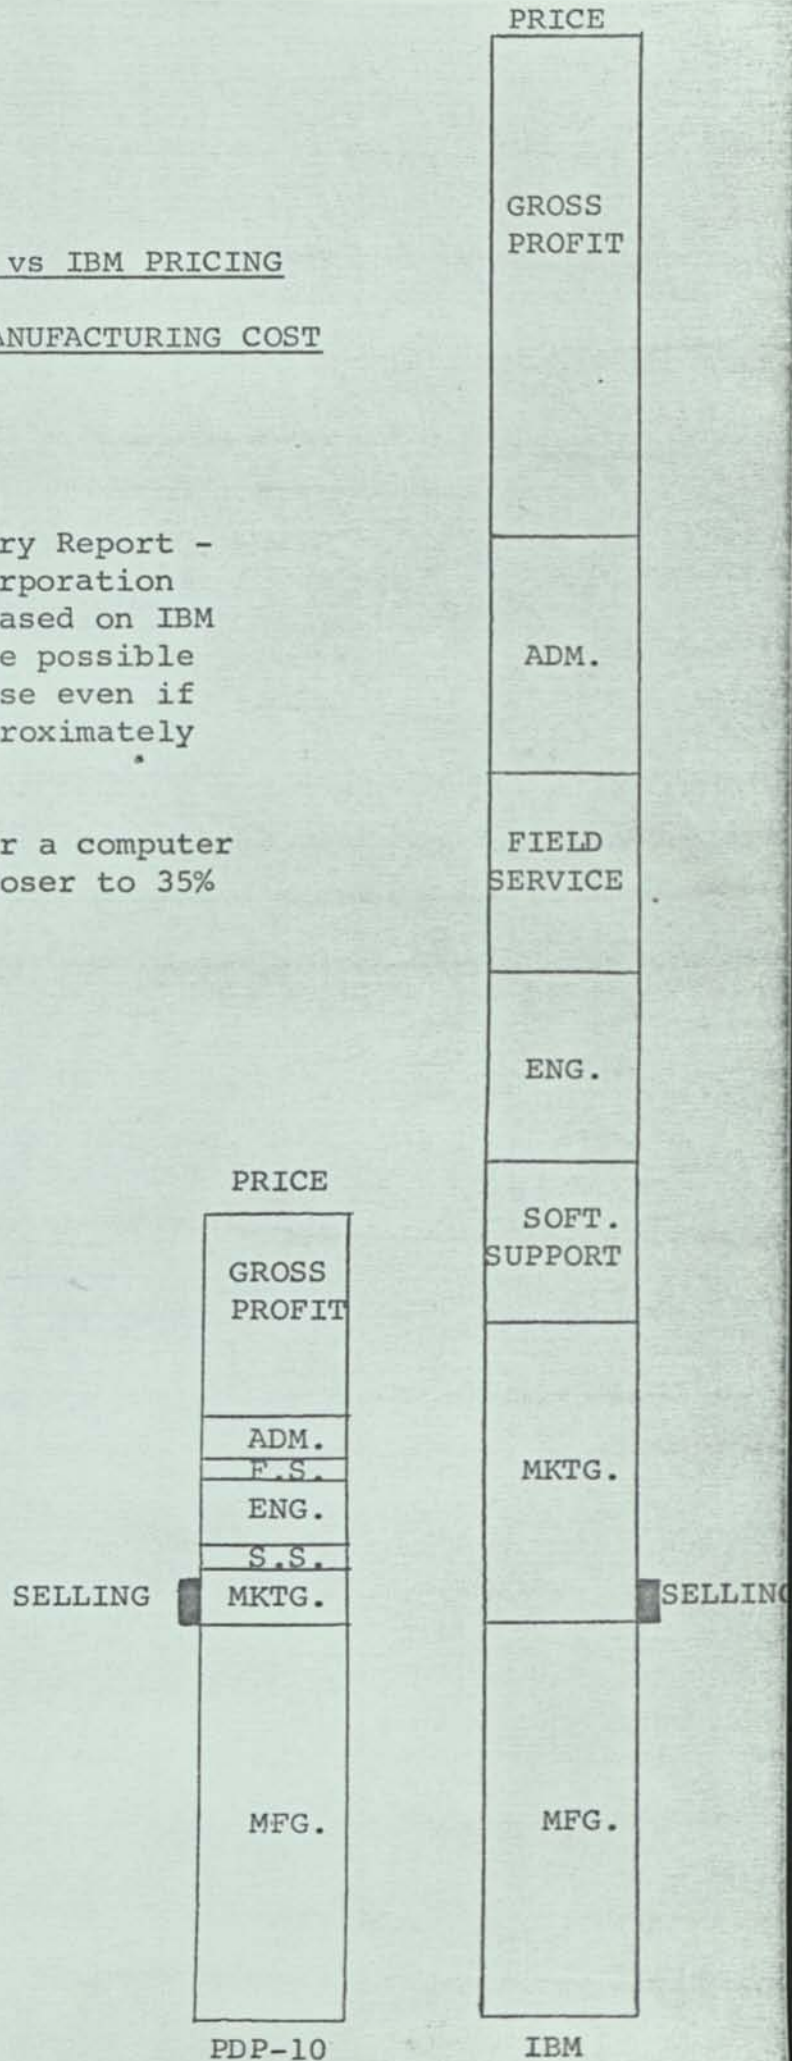 PRICE
GROSS
PROFIT
vs IBM PRICING
ANUFACTURING COST
ry Report -
rporation
ased on IBM
e possible
se even if
roximately
ADM.
r a computer
oser to 35%
FIELD
SERVICE
ENG.
SOFT.
SUPPORT
MKTG.
SELLING
MFG.
IBM
PRICE
GROSS
PROFIT
ADM.
F.S.
ENG.
S.S.
MKTG.
SELLING
MFG.
PDP-10